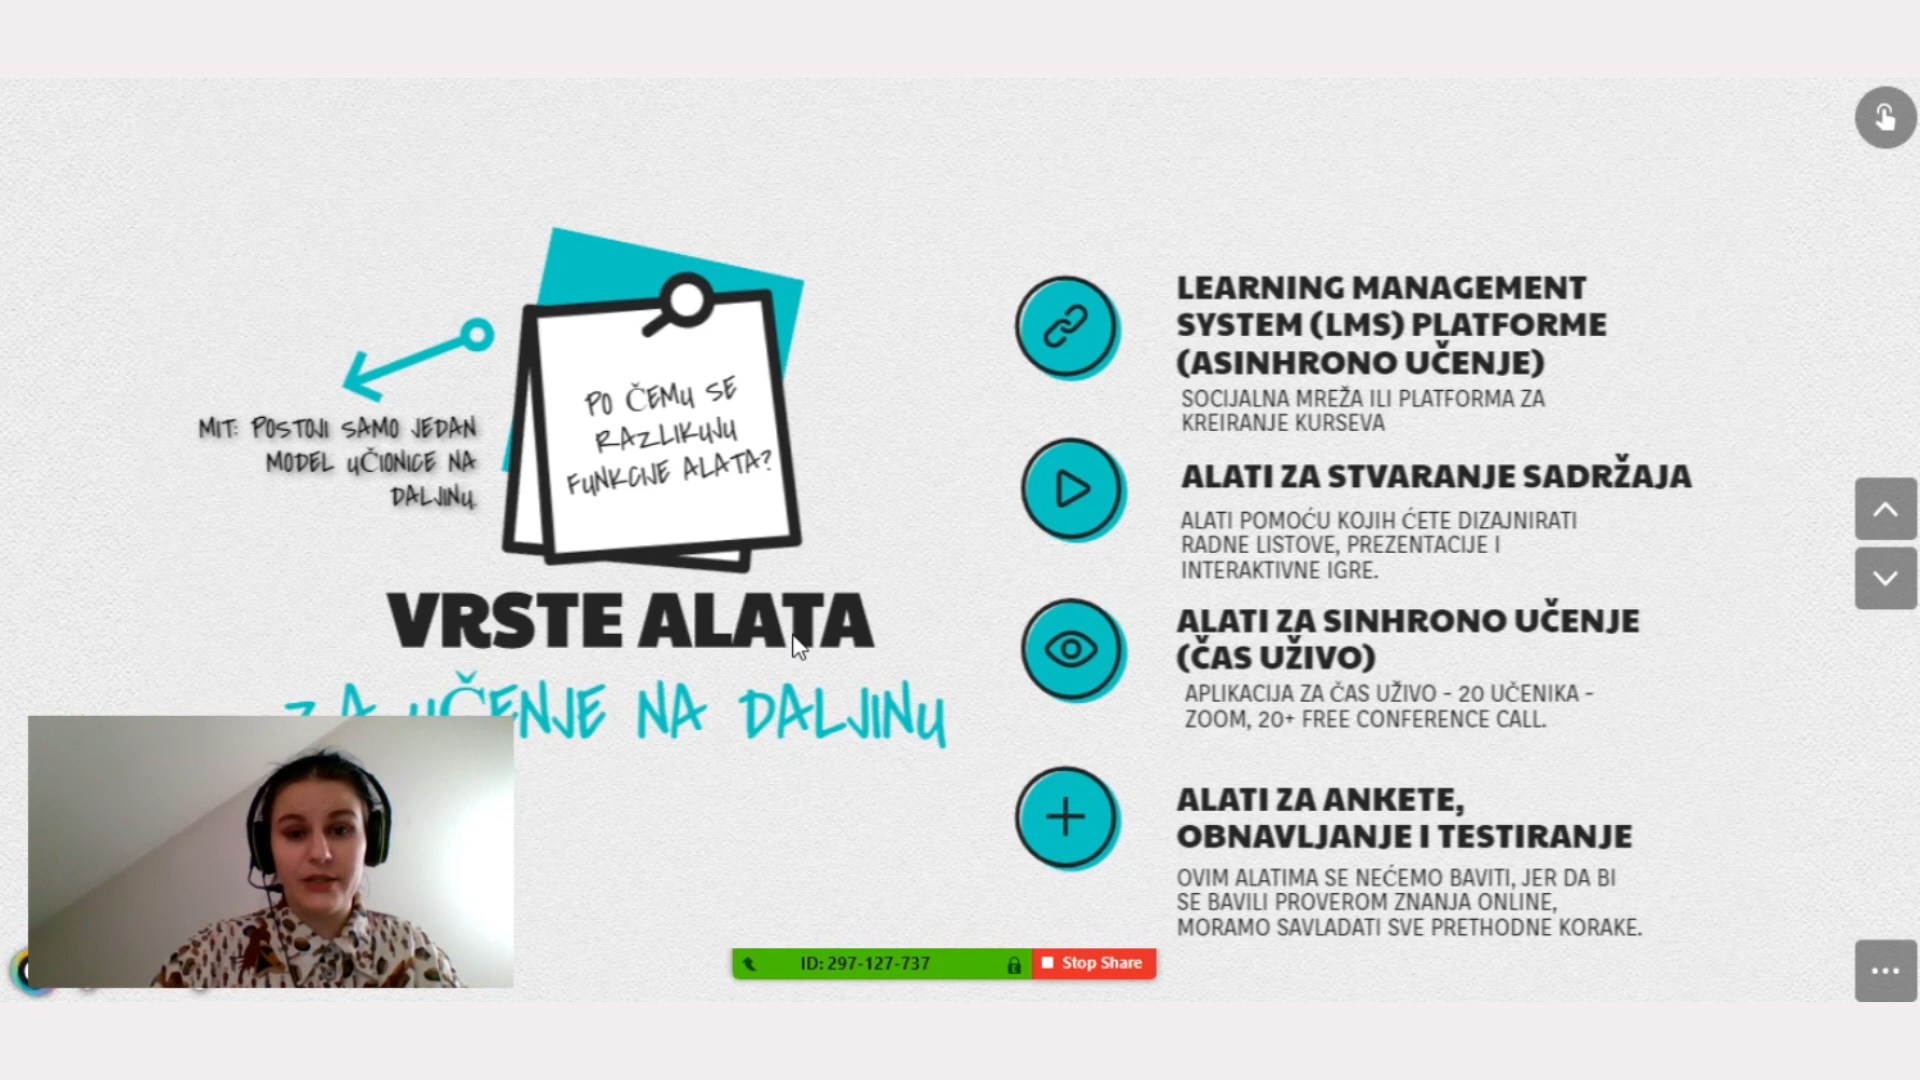 MIT: POSTOJI SAMO JEDAN
MODEL UČIONICE NA
DALJINU.
PO ČEMU SE
RAZLIKUJU
FUNKCIJE ALATA?
VRSTE ALATA
ZA UČENJE NA DALJINU
LEARNING MANAGEMENT
SYSTEM (LMS) PLATFORME
(ASINHRONO UČENJE)
SOCIJALNA MREŽA ILI PLATFORMA ZA
KREIRANJE KURSEVA
ALATI ZA STVARANJE SADRŽAJA
ALATI POMOĆU KOJIH ĆETE DIZAJNIRATI
RADNE LISTOVE, PREZENTACIJE I
INTERAKTIVNE IGRE.
ALATI ZA SINHRONO UČENJE
(ČAS UŽIVO)
APLIKACIJA ZA ČAS UŽIVO - 20 UČENIKA -
ZOOM, 20+ FREE CONFERENCE CALL.
ALATI ZA ANKETE,
OBNAVLJANJE I TESTIRANJE
OVIM ALATIMA SE NEĆEMO BAVITI, JER DA BI
SE BAVILI PROVEROM ZNANJA ONLINE,
MORAMO SAVLADATI SVE PRETHODNE KORAKE.
ID: 297-127-737
Stop Share